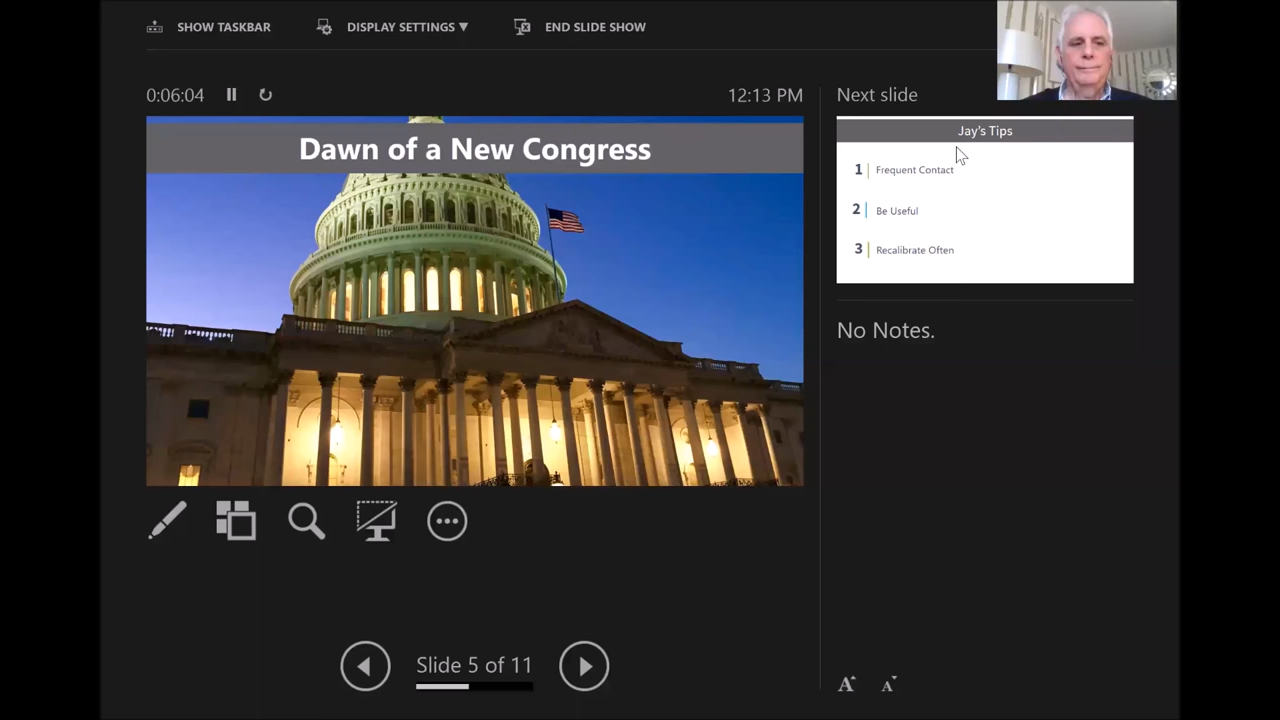 SHOW TASKBAR
DISPLAY SETTINGS ▼
END SLIDE SHOW
0:06:04
12:13 PM
Next slide
Dawn of a New Congress
Jay's Tips
1 Frequent Contact
2 Be Useful
3 Recalibrate Often
No Notes.
Slide 5 of 11
A A